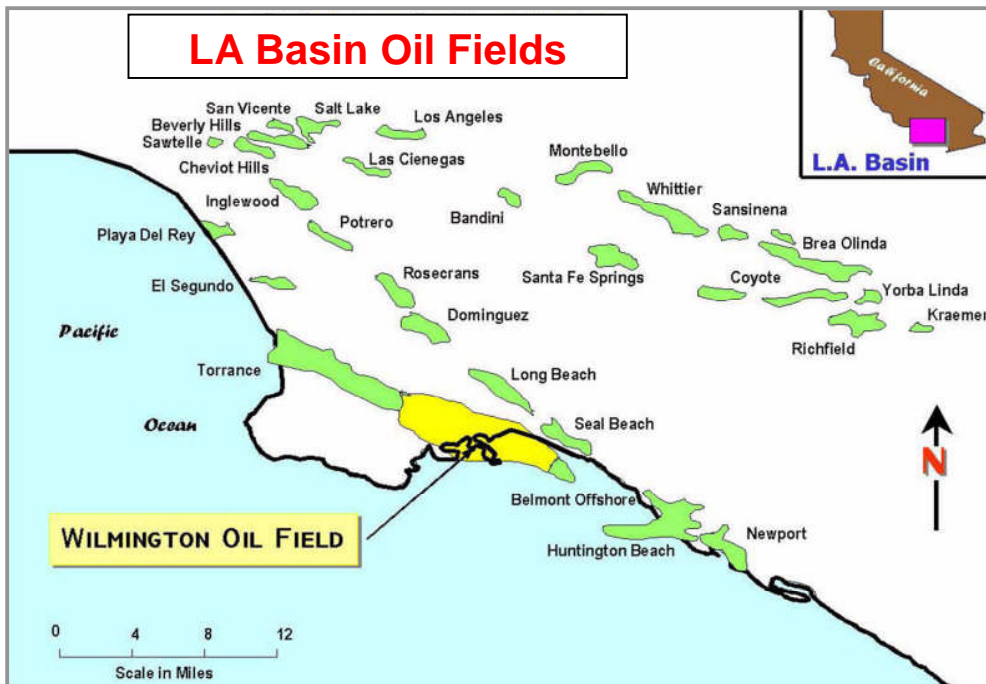 LA Basin Oil Fields
California
L.A. Basin
San Vicente
Salt Lake
Beverly Hills
Los Angeles
Sawtelle
Cheviot Hills
Las Cienegas
Montebello
Inglewood
Whittier
Potrero
Bandini
Sansinena
Playa Del Rey
Brea Olinda
El Segundo
Rosecrans
Santa Fe Springs
Coyote
Yorba Linda
Dominguez
Kraemer
Pacific
Richfield
Torrance
Long Beach
Ocean
Seal Beach
N
Belmont Offshore
WILMINGTON OIL FIELD
Newport
Huntington Beach
0 4 8 12
Scale in Miles